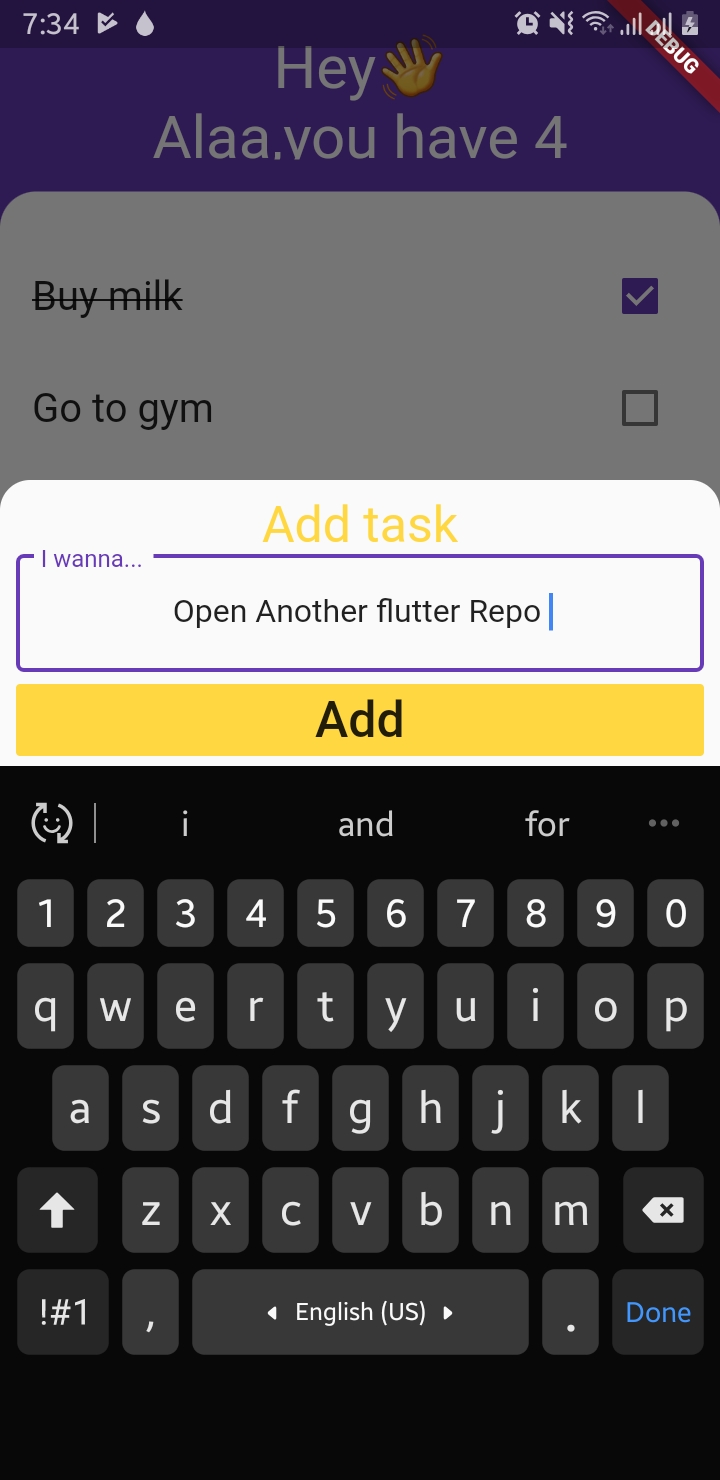 7:34
DEBUG
Hey👋
Alaa,you have 4
Buy milk
Go to gym
Add task
I wanna...
Open Another flutter Repo
Add
i and for
1 2 3 4 5 6 7 8 9 0
q w e r t y u i o p
a s d f g h j k l
z x c v b n m
!#1 , English (US) . Done